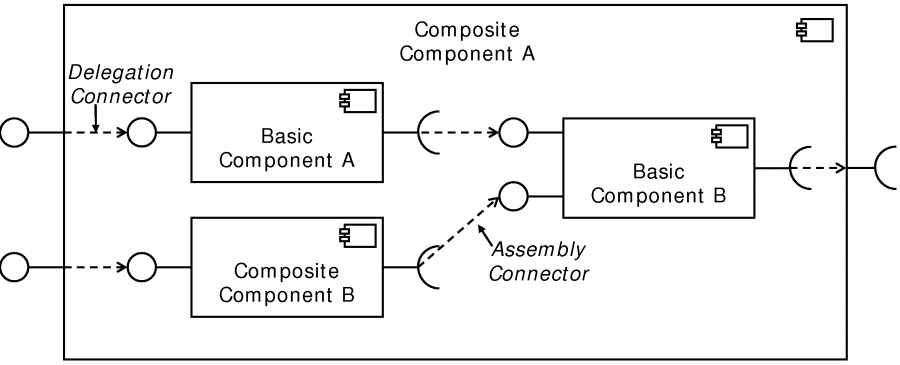 Composite
Component A
Delegation
Connector
Basic
Component A
Basic
Component B
Composite
Component B
Assembly
Connector